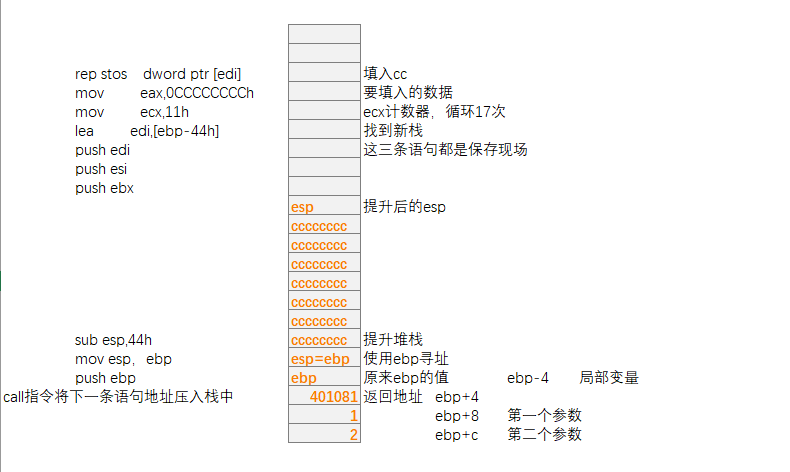 rep stos dword ptr [edi] 填入cc
mov eax,0CCCCCCCCh 要填入的数据
mov ecx,11h ecx计数器，循环17次
lea edi,[ebp-44h] 找到新栈
push edi 这三条语句都是保存现场
push esi
push ebx
esp 提升后的esp
cccccccc
cccccccc
cccccccc
cccccccc
cccccccc
cccccccc
sub esp,44h cccccccc 提升堆栈
mov esp，ebp esp=ebp 使用ebp寻址
push ebp ebp 原来ebp的值 ebp-4 局部变量
call指令将下一条语句地址压入栈中 401081 返回地址 ebp+4
1 ebp+8 第一个参数
2 ebp+c 第二个参数